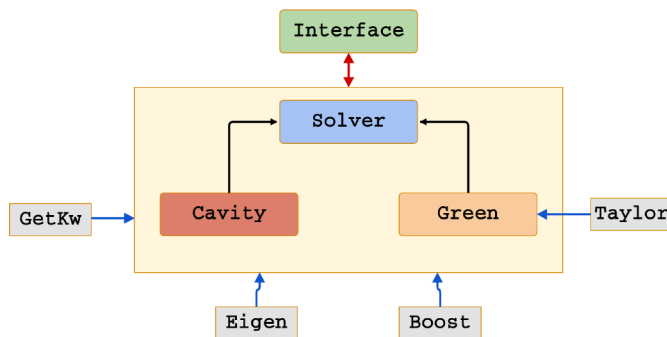 Interface
Solver
Cavity
Green
GetKw
Taylor
Eigen
Boost